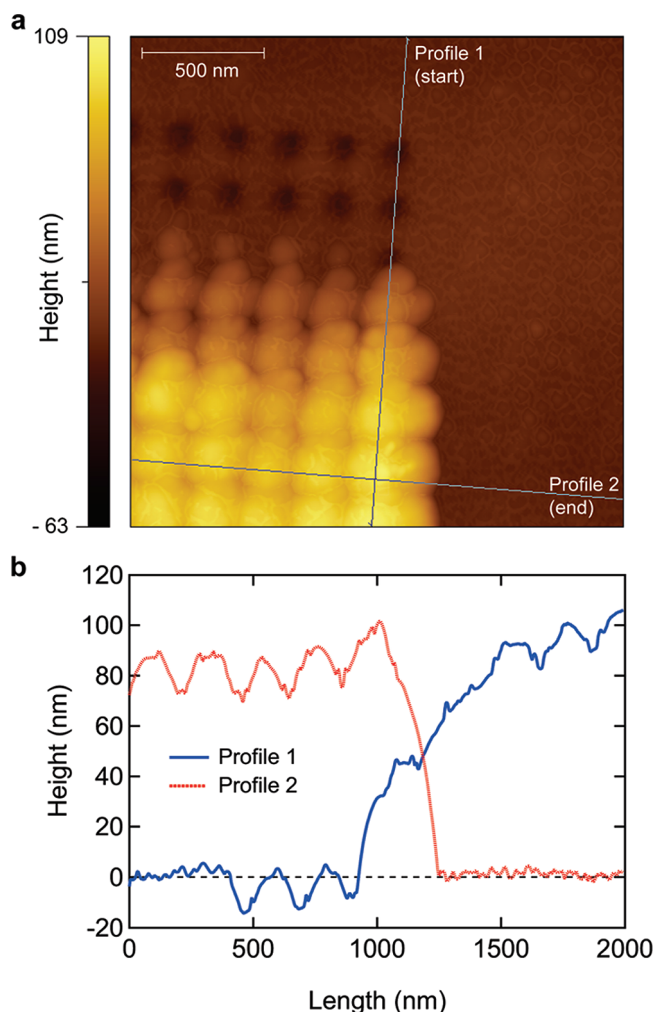 a
109
Profile 1
(start)
500 nm
Height (nm)
Profile 2
(end)
- 63
b
120
100
80
60
40
20
0
-20
Height (nm)
Profile 1
Profile 2
0
500
1000
1500
2000
Length (nm)